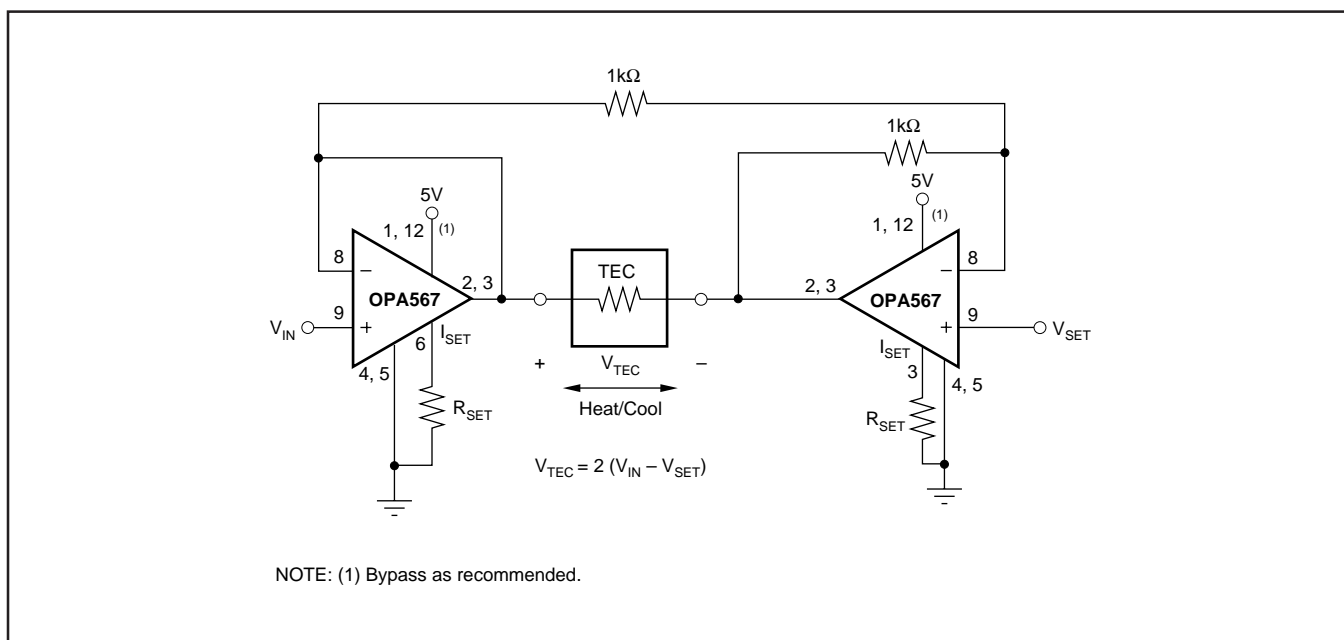 1kΩ
1kΩ
5V
(1)
1, 12
8
–
OPA567
2, 3
9
+
V_IN
I_SET
6
4, 5
R_SET
TEC
+
V_TEC
–
Heat/Cool
V_TEC = 2 (V_IN – V_SET)
5V
(1)
1, 12
8
–
2, 3
OPA567
9
+
V_SET
I_SET
3
4, 5
R_SET
NOTE: (1) Bypass as recommended.